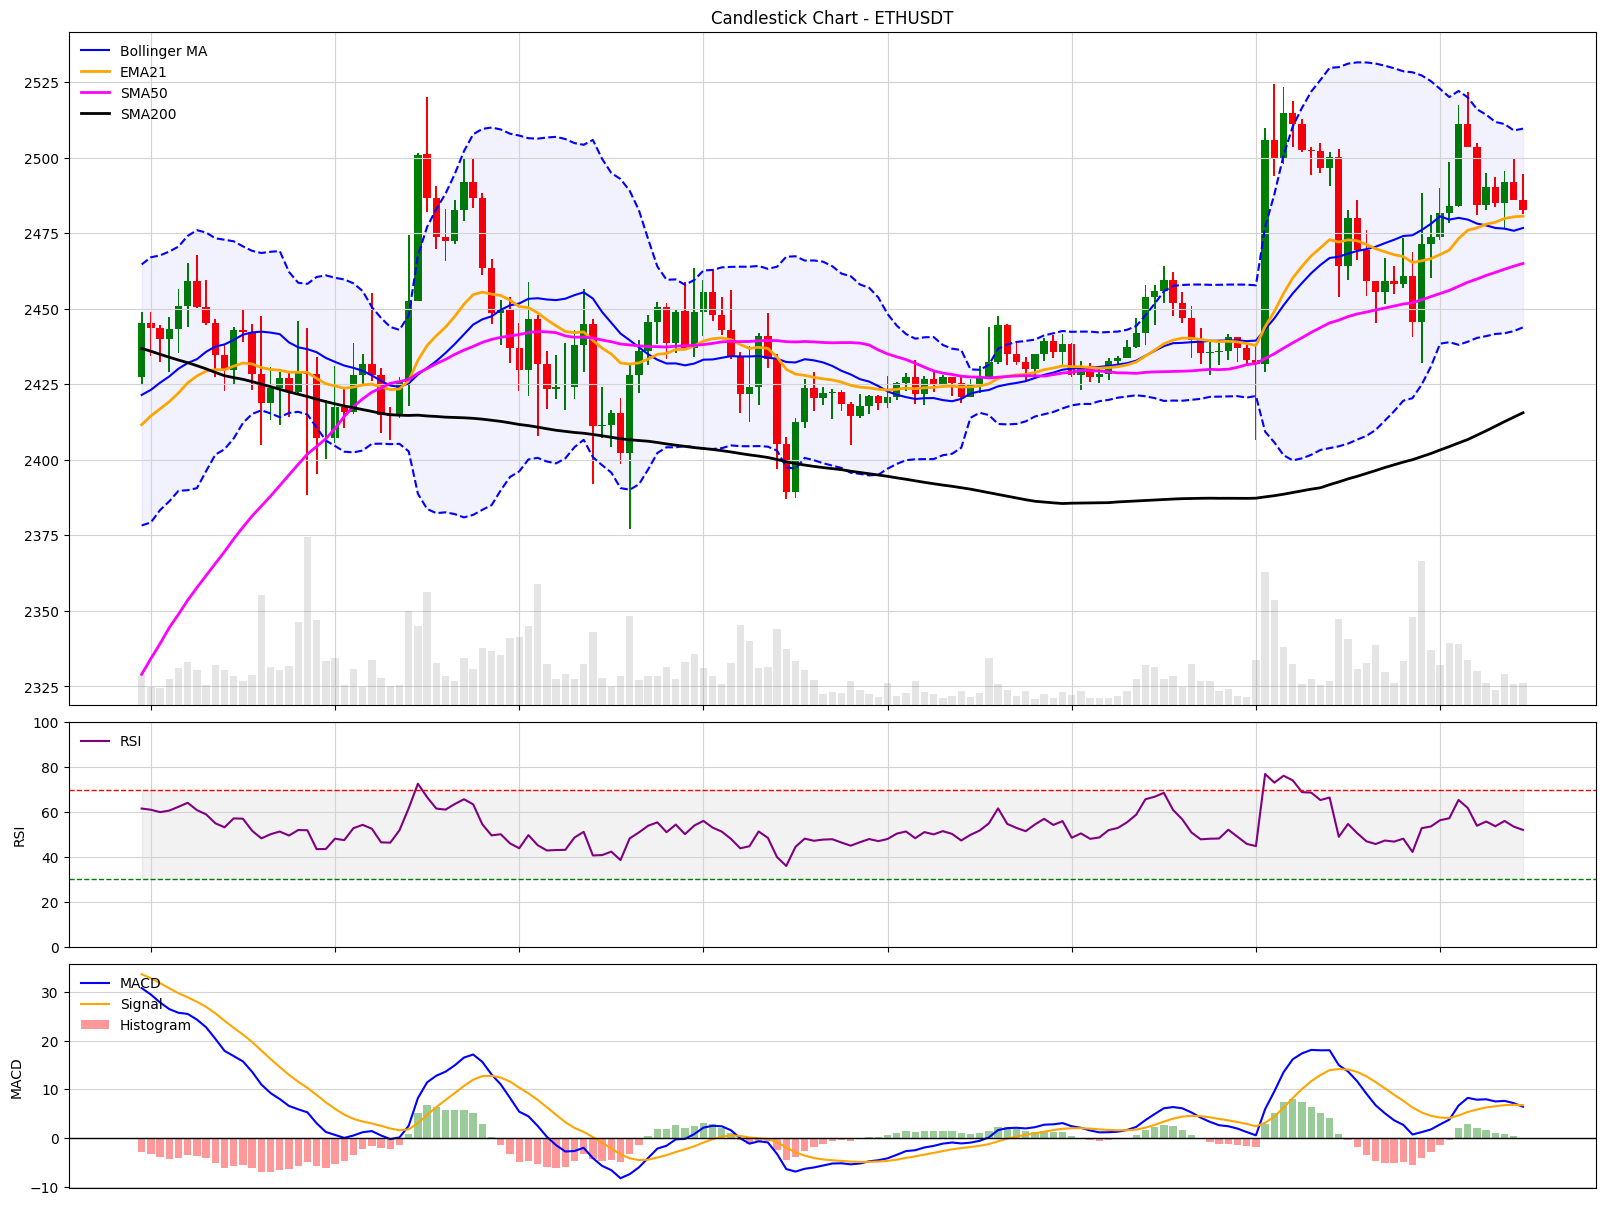 Candlestick Chart - ETHUSDT
Bollinger MA
EMA21
SMA50
SMA200
2525
2500
2475
2450
2425
2400
2375
2350
2325
RSI
100
80
60
40
20
0
RSI
MACD
Signal
Histogram
30
20
10
0
−10
MACD